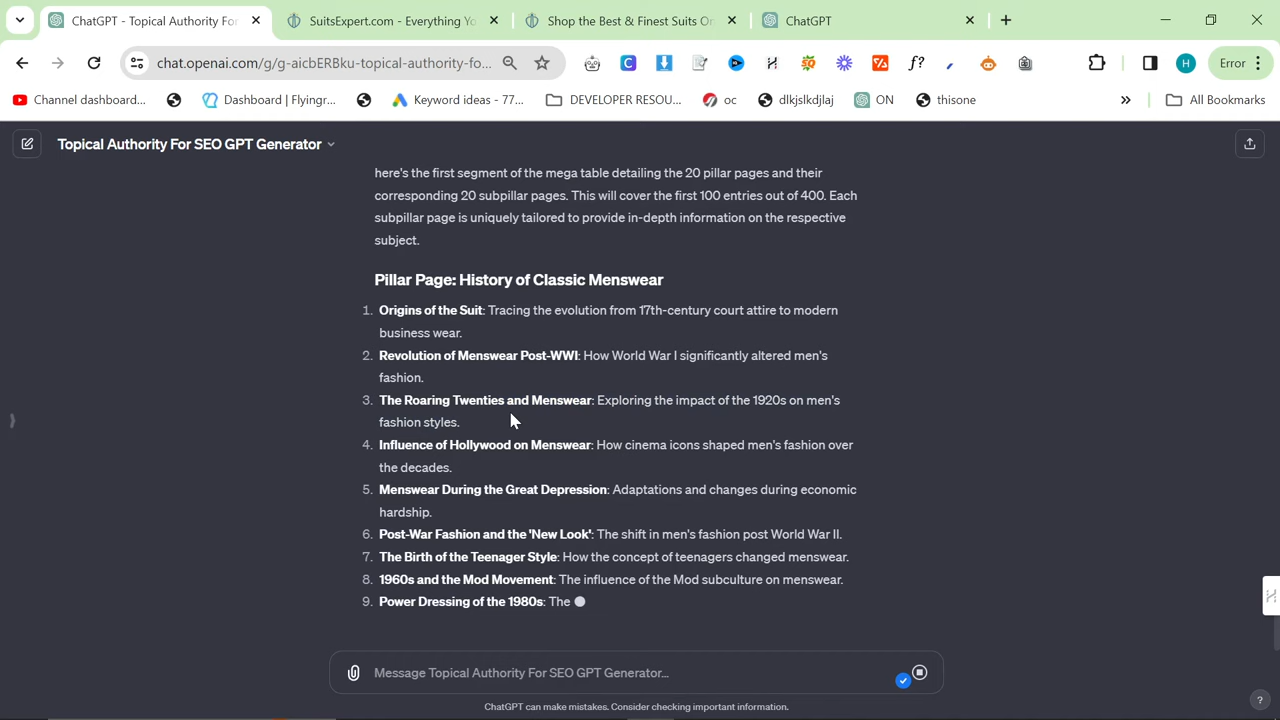 ChatGPT - Topical Authority For
SuitsExpert.com - Everything Yo
Shop the Best & Finest Suits On
ChatGPT
chat.openai.com/g/g-aicbER8ku-topical-authority-fo...
Error
Channel dashboard...
Dashboard | Flyingr...
Keyword ideas - 77...
DEVELOPER RESOU...
oc
dlkjslkdjlaj
ON
thisone
All Bookmarks
Topical Authority For SEO GPT Generator
here's the first segment of the mega table detailing the 20 pillar pages and their
corresponding 20 subpillar pages. This will cover the first 100 entries out of 400. Each
subpillar page is uniquely tailored to provide in-depth information on the respective
subject.
Pillar Page: History of Classic Menswear
1. Origins of the Suit: Tracing the evolution from 17th-century court attire to modern
business wear.
2. Revolution of Menswear Post-WWI: How World War I significantly altered men's
fashion.
3. The Roaring Twenties and Menswear: Exploring the impact of the 1920s on men's
fashion styles.
4. Influence of Hollywood on Menswear: How cinema icons shaped men's fashion over
the decades.
5. Menswear During the Great Depression: Adaptations and changes during economic
hardship.
6. Post-War Fashion and the 'New Look': The shift in men's fashion post World War II.
7. The Birth of the Teenager Style: How the concept of teenagers changed menswear.
8. 1960s and the Mod Movement: The influence of the Mod subculture on menswear.
9. Power Dressing of the 1980s: The
Message Topical Authority For SEO GPT Generator...
ChatGPT can make mistakes. Consider checking important information.
?